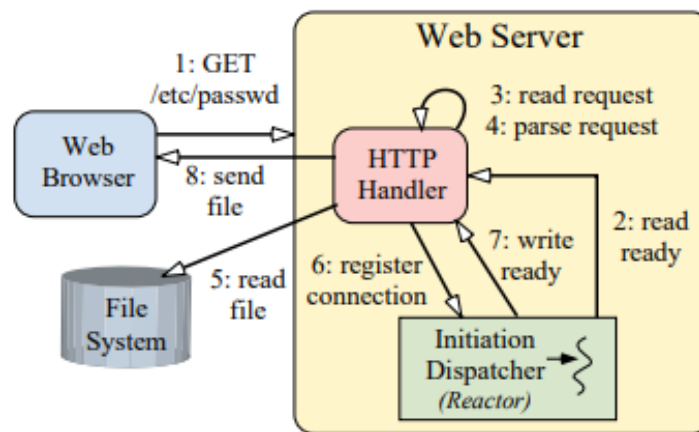 Web Server
1: GET
/etc/passwd
3: read request
4: parse request
Web
Browser
HTTP
Handler
8: send
file
2: read
ready
7: write
ready
5: read
file
6: register
connection
File
System
Initiation
Dispatcher
(Reactor)